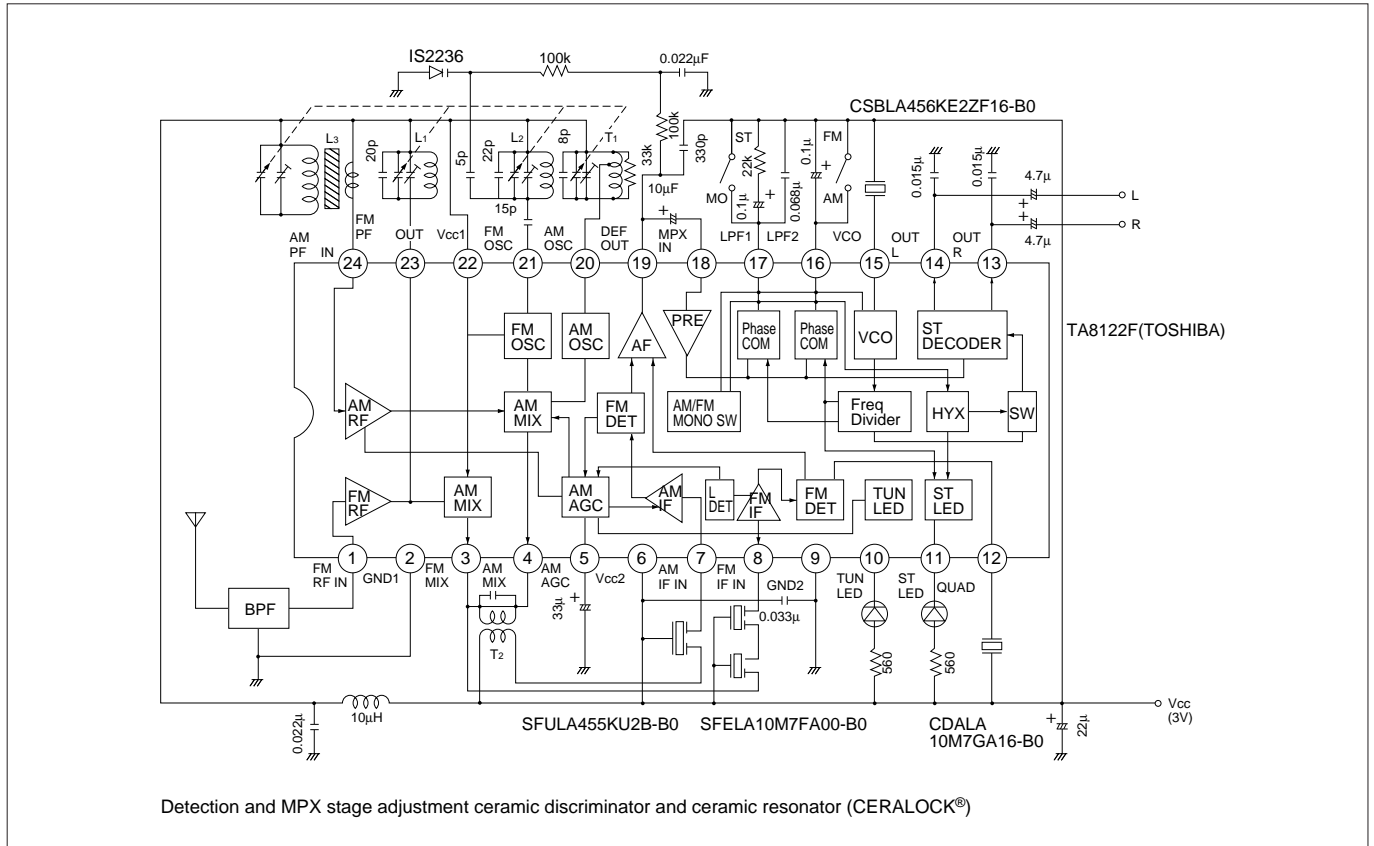 IS2236
100k
0.022µF
CSBLA456KE2ZF16-B0
L3
20p
L1
5p
22p
L2
8p
T1
33k
100k
330p
ST
22k
0.1µ
FM
0.015µ
0.015µ
4.7µ
L
10µF
MO
0.1µ
0.068µ
AM
15p
R
4.7µ
AM PF
FM PF
IN
OUT
Vcc1
FM OSC
AM OSC
DEF OUT
MPX IN
LPF1
LPF2
VCO
OUT L
OUT R
24
23
22
21
20
19
18
17
16
15
14
13
TA8122F(TOSHIBA)
FM OSC
AM OSC
AF
PRE
Phase COM
Phase COM
VCO
ST DECODER
AM RF
AM MIX
FM DET
AM/FM MONO SW
Freq Divider
HYX
SW
FM RF
AM MIX
AM AGC
AM IF
L DET
FM IF
FM DET
TUN LED
ST LED
1
2
3
4
5
6
7
8
9
10
11
12
FM RF IN
GND1
FM MIX
AM MIX
AM AGC
Vcc2
AM IF IN
FM IF IN
GND2
TUN LED
ST LED
QUAD
BPF
T2
33µ
0.033µ
560
560
0.022µ
10µH
SFULA455KU2B-B0
SFELA10M7FA00-B0
CDALA
10M7GA16-B0
22µ
Vcc
(3V)
Detection and MPX stage adjustment ceramic discriminator and ceramic resonator (CERALOCK®)